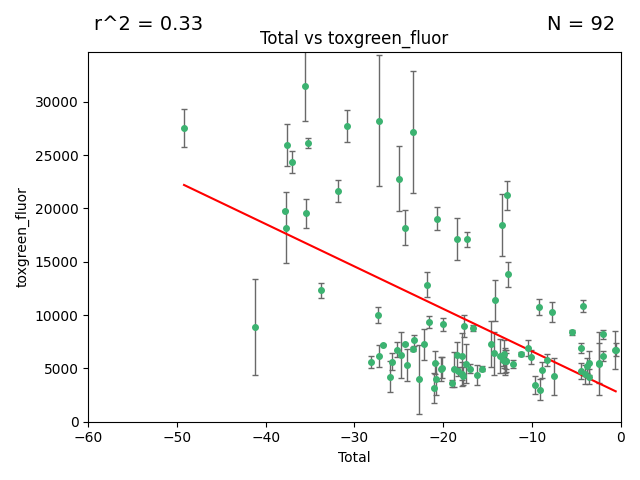 r^2 = 0.33
N = 92
Total vs toxgreen_fluor
toxgreen_fluor
30000
25000
20000
15000
10000
5000
0
−60
−50
−40
−30
−20
−10
0
Total